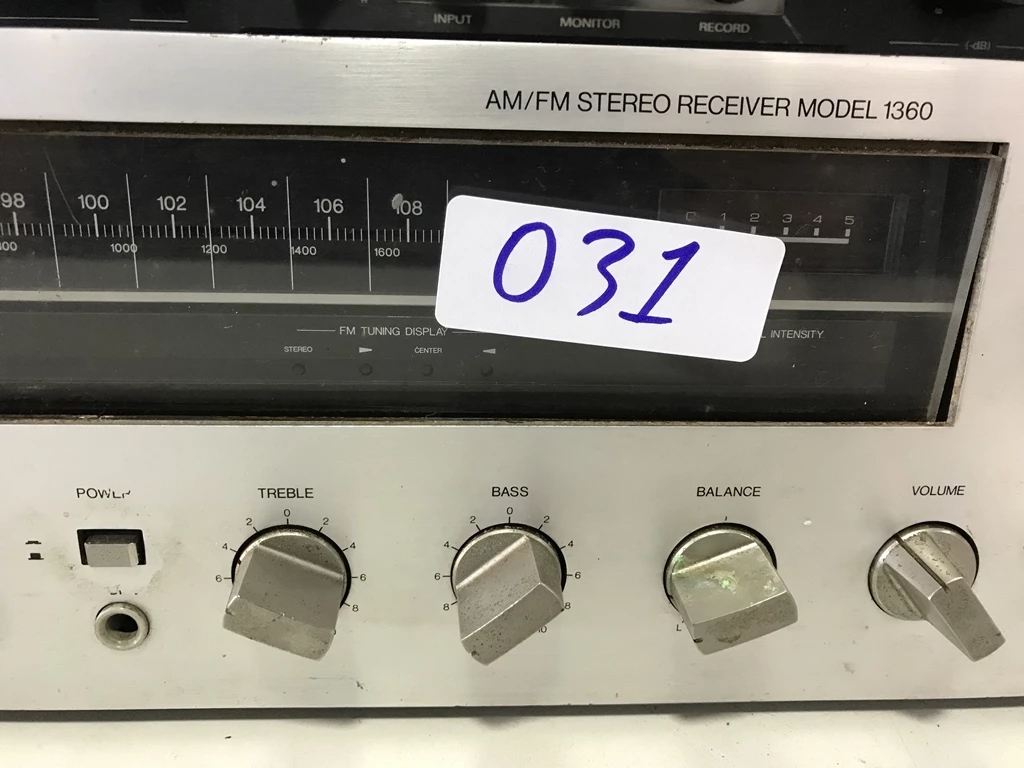 INPUT MONITOR RECORD
(-dB)
AM/FM STEREO RECEIVER MODEL 1360
98 100 102 104 106 108
0 1 2 3 4 5
1000 1200 1400 1600
031
FM TUNING DISPLAY
INTENSITY
STEREO CENTER
TREBLE BASS BALANCE VOLUME
2 0 2 2 0 2
4 4 4 4
6 6 6 6
8 8 8
L